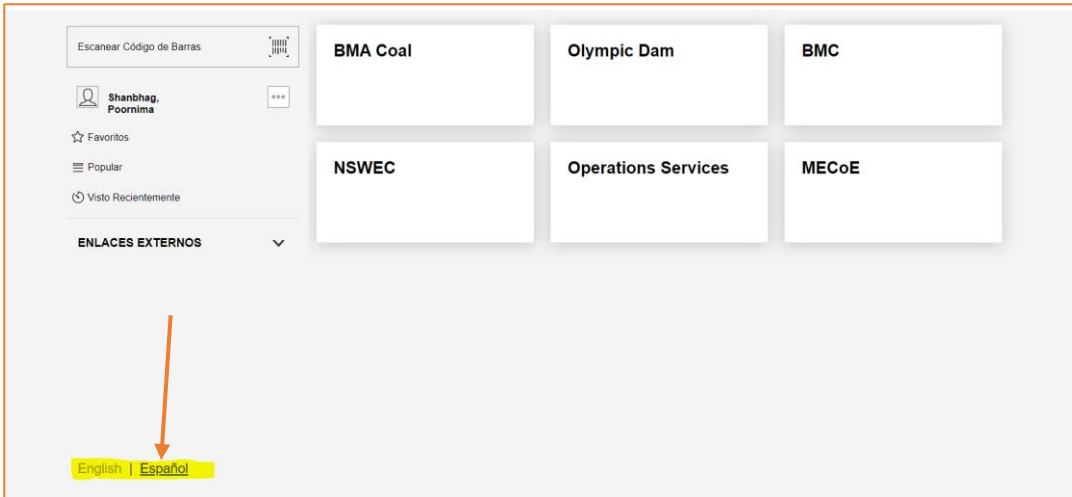 Escanear Código de Barras
Shanbhag,
Poornima
Favoritos
Popular
Visto Recientemente
ENLACES EXTERNOS
BMA Coal
Olympic Dam
BMC
NSWEC
Operations Services
MECoE
English | Español